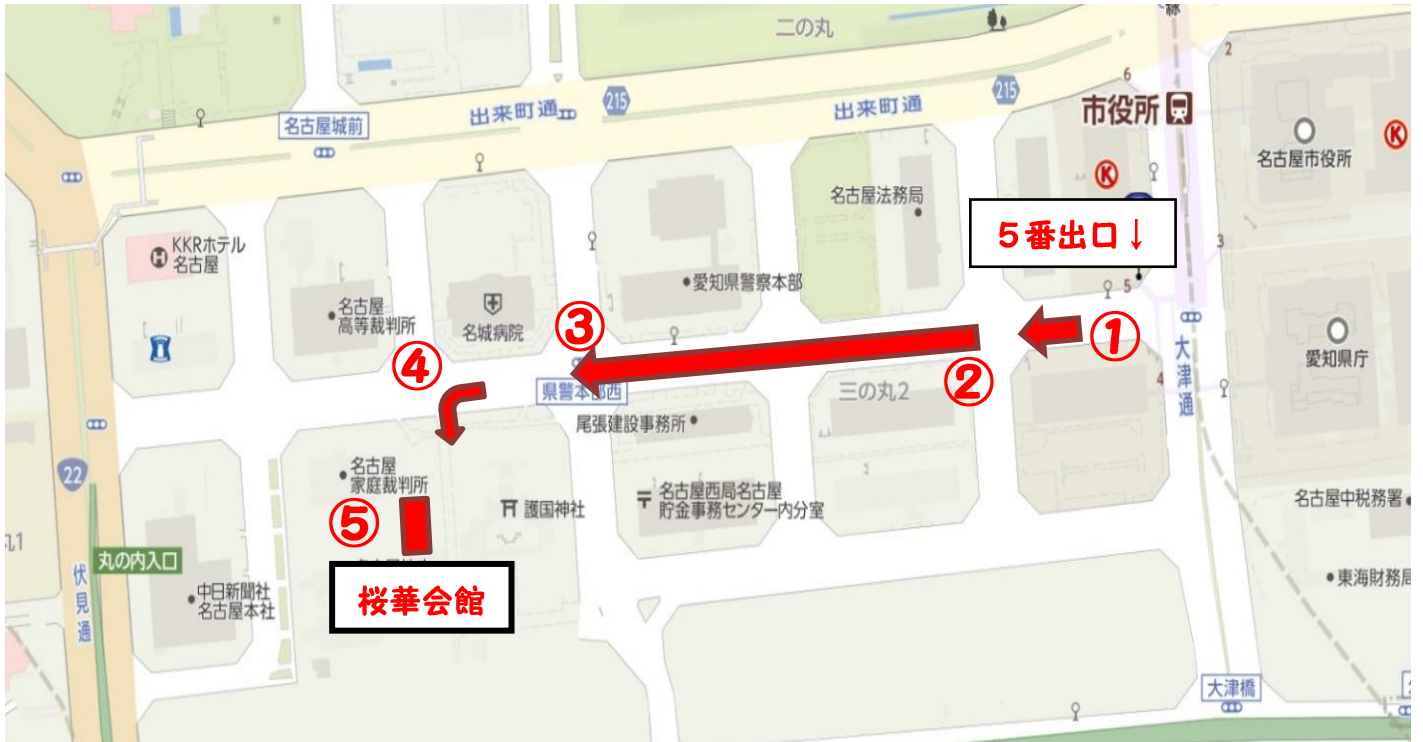 線
二の丸
2
6
215
215
出来町通
出来町通
市役所
名古屋城前
K
K
名古屋市役所
名古屋法務局
5番出口↓
3
KKRホテル
名古屋
H
愛知県警察本部
5
名古屋
高等裁判所
名城病院
③
①
大津通
愛知県庁
④
②
4
県警本部西
三の丸2
尾張建設事務所
22
名古屋
家庭裁判所
⑤
護国神社
〒
名古屋西局名古屋
貯金事務センター内分室
名古屋中税務署
丸1
丸の内入口
伏見通
中日新聞社
名古屋本社
桜華会館
東海財務局
大津橋